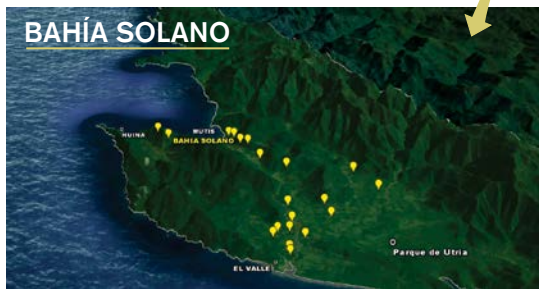 BAHÍA SOLANO
HUINA
MUTIS
BAHIA SOLANO
Parque de Utria
EL VALLE